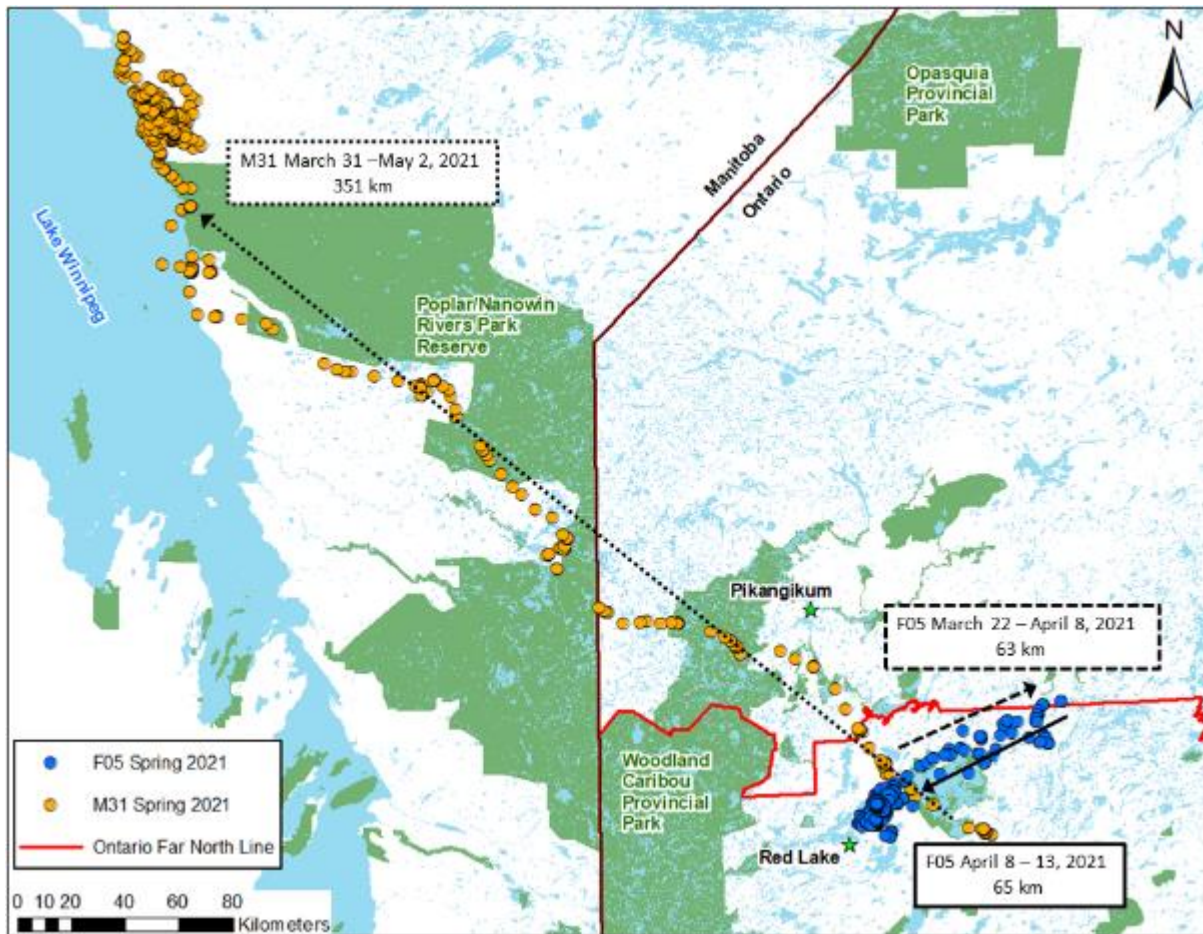 N
Opasquia
Provincial
Park
M31 March 31 –May 2, 2021
351 km
Manitoba
Ontario
Lake Winnipeg
Poplar/Nanowin
Rivers Park
Reserve
Pikangikum
F05 March 22 – April 8, 2021
63 km
Woodland
Caribou
Provincial
Park
F05 Spring 2021
M31 Spring 2021
Ontario Far North Line
Red Lake
F05 April 8 – 13, 2021
65 km
0 10 20 40 60 80
Kilometers